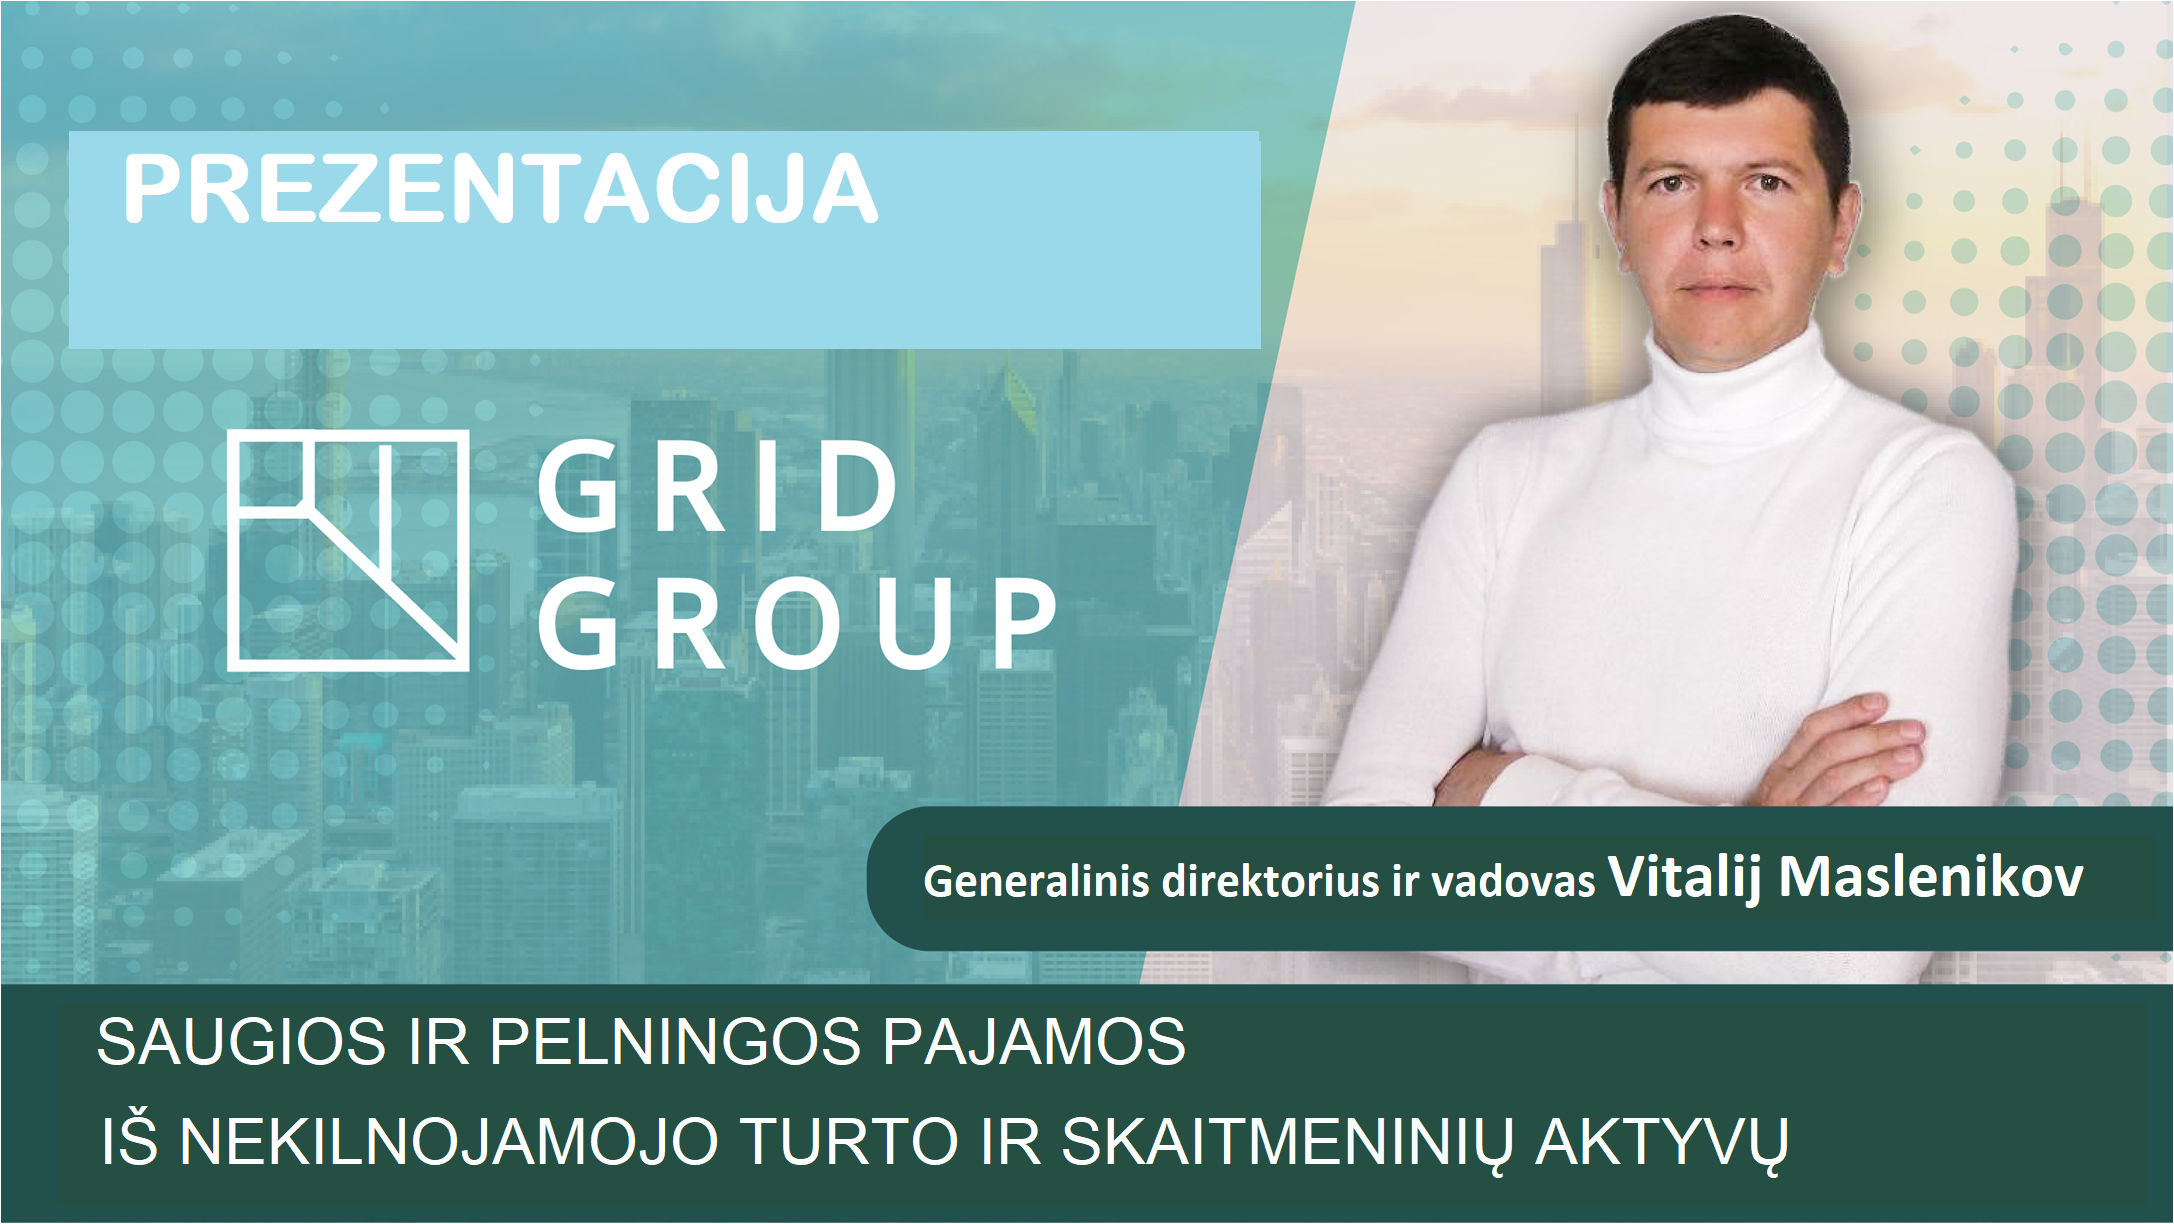 PREZENTACIJA
GRID
GROUP
Generalinis direktorius ir vadovas Vitalij Maslenikov
SAUGIOS IR PELNINGOS PAJAMOS
IŠ NEKILNOJAMOJO TURTO IR SKAITMENINIŲ AKTYVŲ